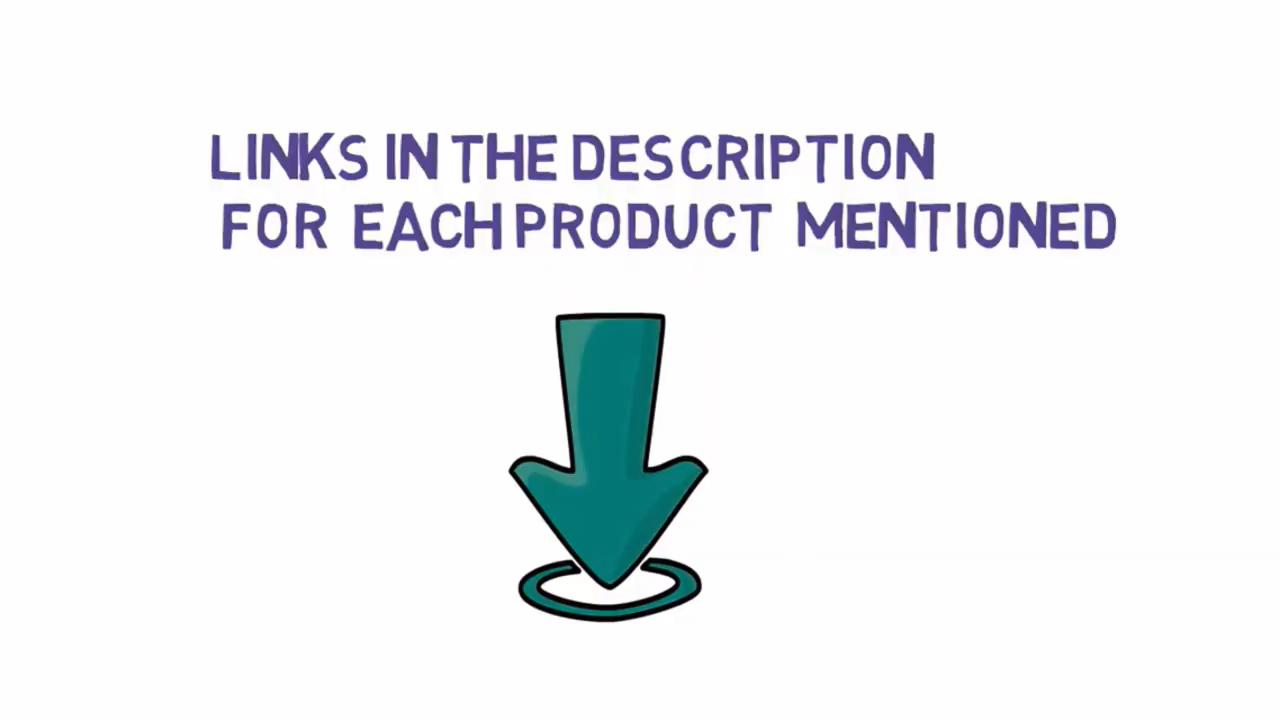 LINKS IN THE DESCRIPTION
FOR EACH PRODUCT MENTIONED